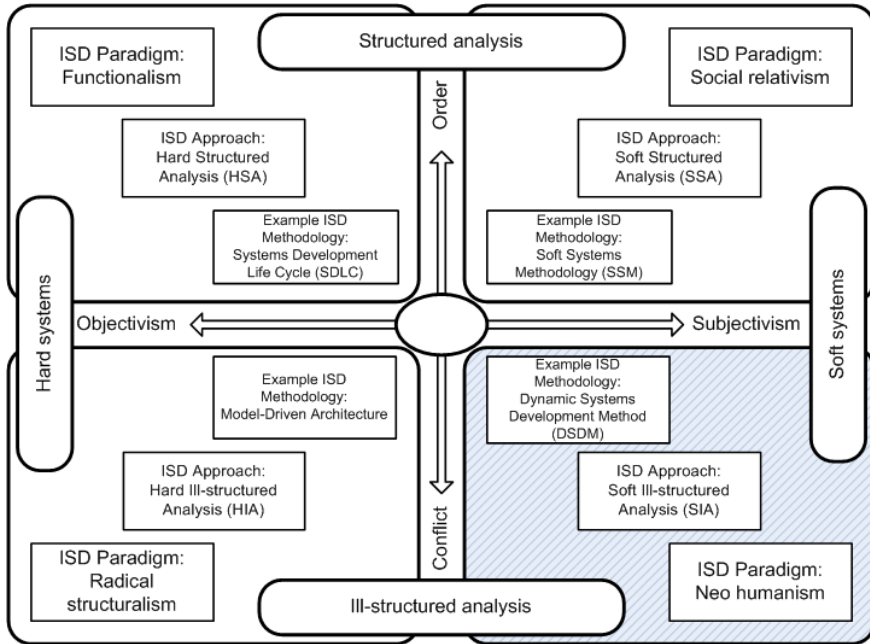 Structured analysis
ISD Paradigm:
Functionalism
ISD Approach:
Hard Structured
Analysis (HSA)
Example ISD
Methodology:
Systems Development
Life Cycle (SDLC)
Order
ISD Paradigm:
Social relativism
ISD Approach:
Soft Structured
Analysis (SSA)
Example ISD
Methodology:
Soft Systems
Methodology (SSM)
Hard systems
Objectivism
Subjectivism
Soft systems
Example ISD
Methodology:
Model-Driven Architecture
ISD Approach:
Hard Ill-structured
Analysis (HIA)
ISD Paradigm:
Radical
structuralism
Conflict
Example ISD
Methodology:
Dynamic Systems
Development Method
(DSDM)
ISD Approach:
Soft Ill-structured
Analysis (SIA)
ISD Paradigm:
Neo humanism
Ill-structured analysis